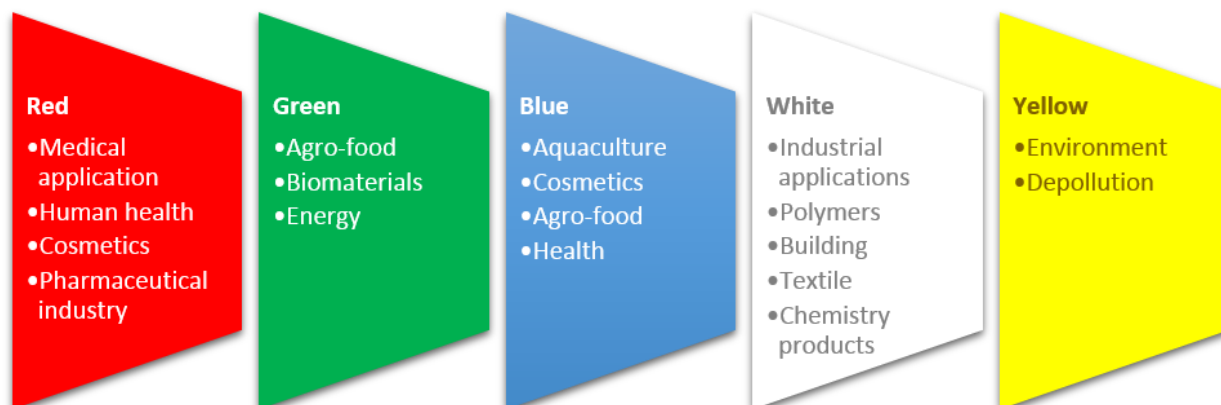 Red
•Medical
application
•Human health
•Cosmetics
•Pharmaceutical
industry
Green
•Agro-food
•Biomaterials
•Energy
Blue
•Aquaculture
•Cosmetics
•Agro-food
•Health
White
•Industrial
applications
•Polymers
•Building
•Textile
•Chemistry
products
Yellow
•Environment
•Depollution